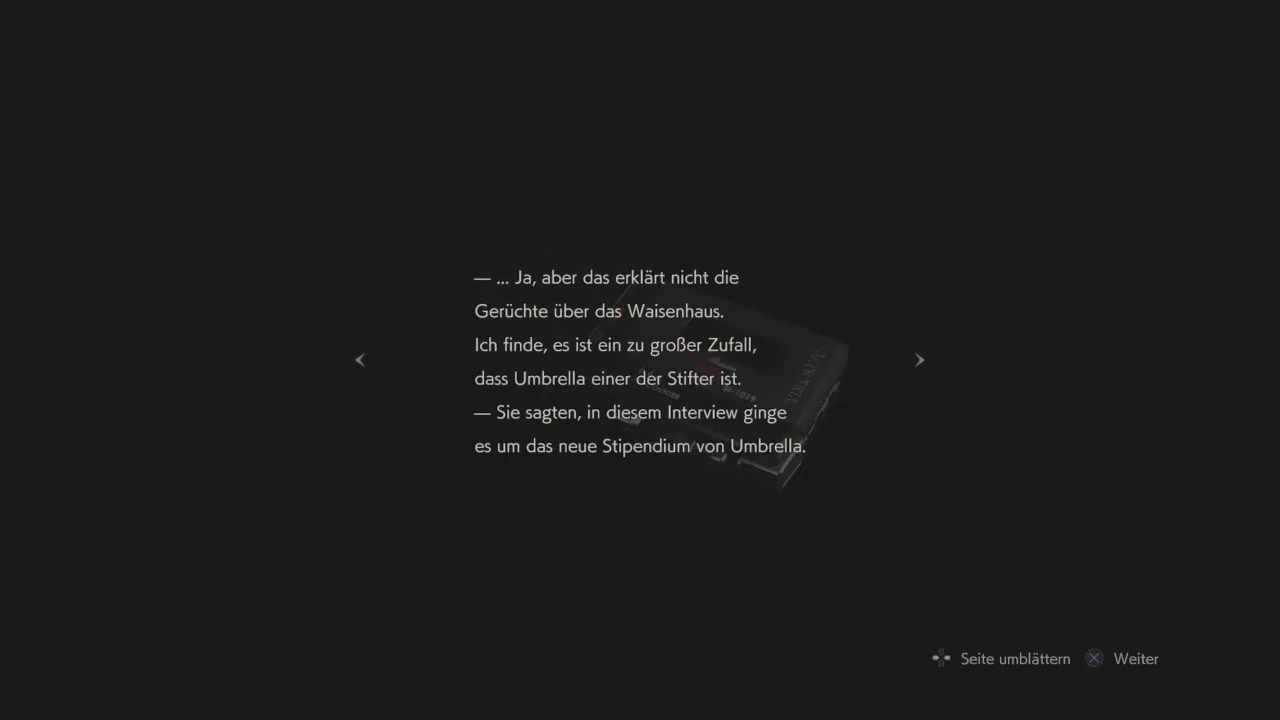 — ... Ja, aber das erklärt nicht die
Gerüchte über das Waisenhaus.
Ich finde, es ist ein zu großer Zufall,
dass Umbrella einer der Stifter ist.
— Sie sagten, in diesem Interview ginge
es um das neue Stipendium von Umbrella.
Seite umblättern
Weiter